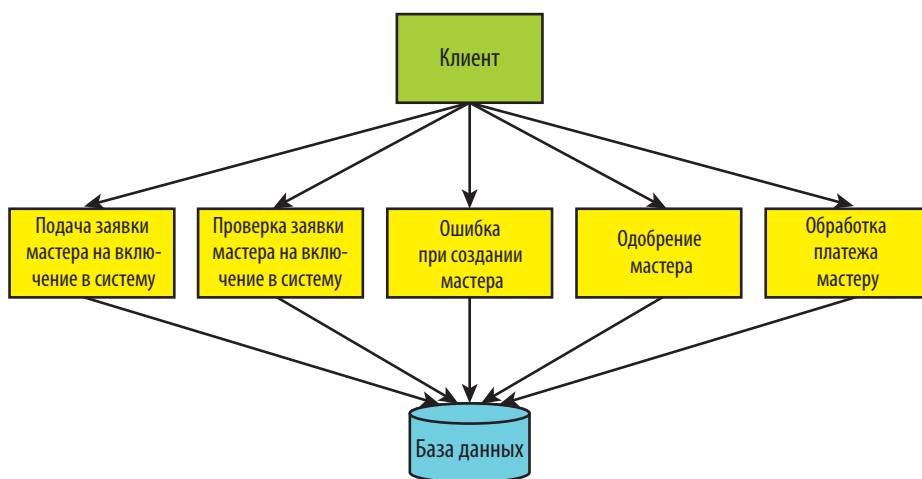 Клиент
Подача заявки
мастера на вклю-
чение в систему
Проверка заявки
мастера на вклю-
чение в систему
Ошибка
при создании
мастера
Одобрение
мастера
Обработка
платежа
мастеру
База данных